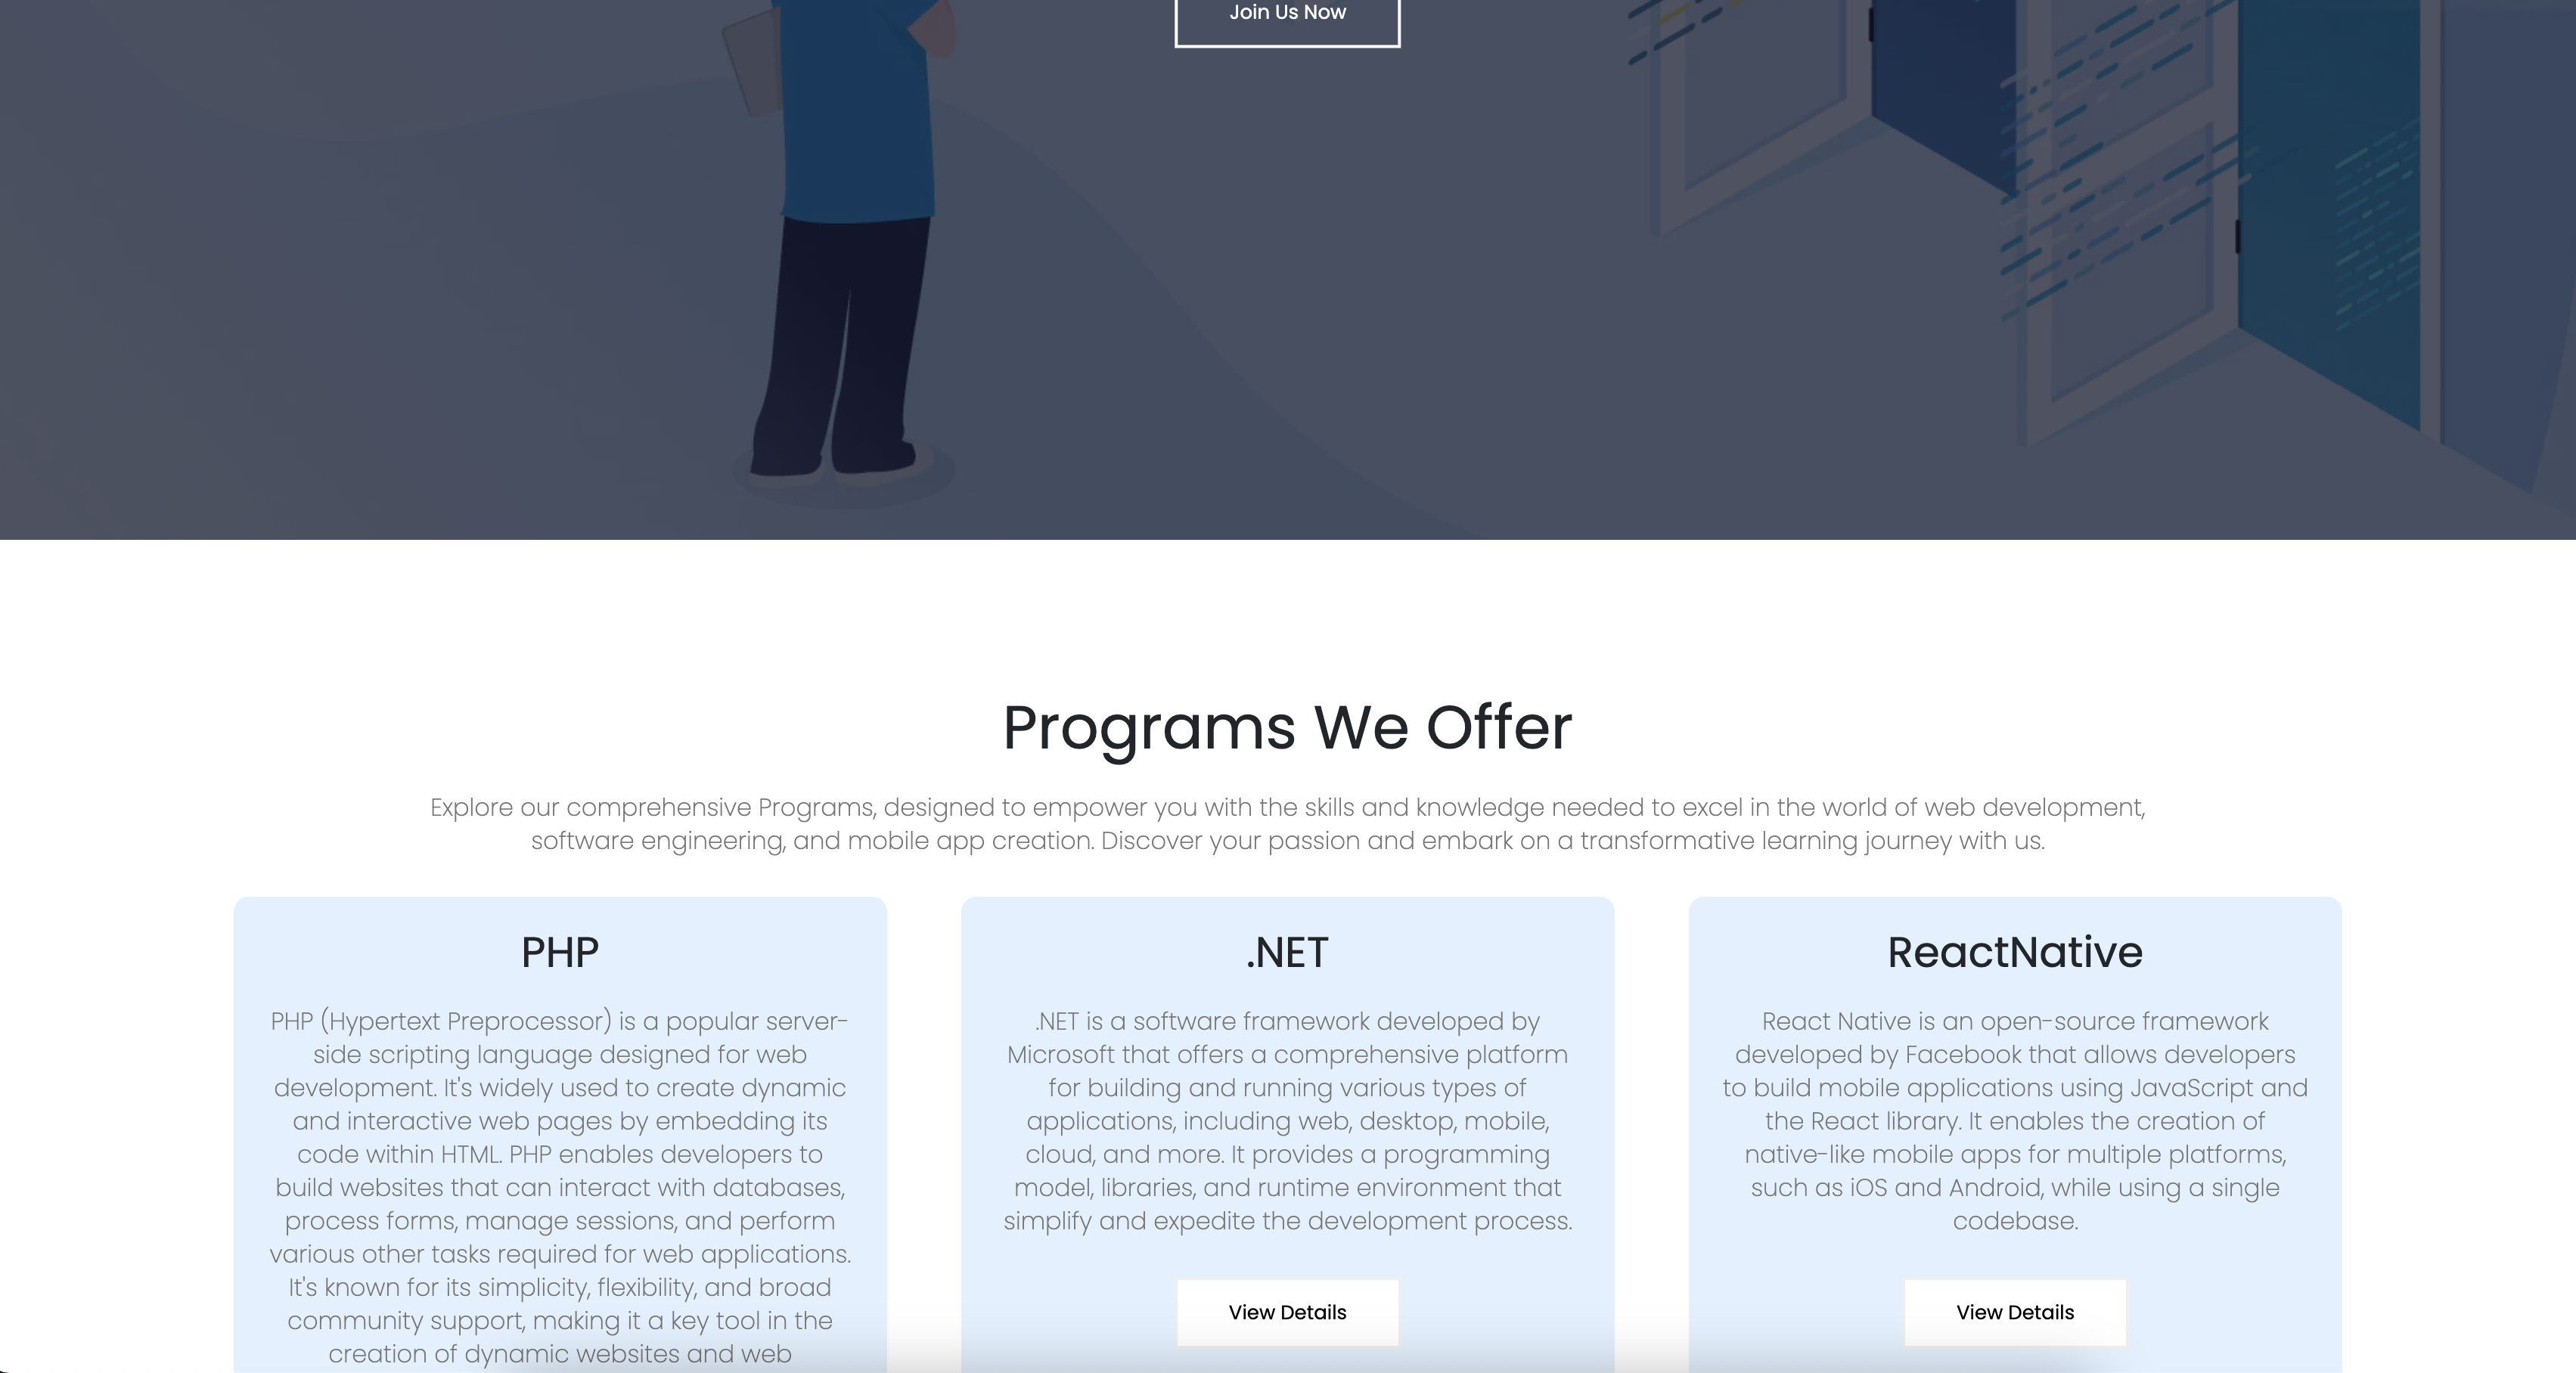 Join Us Now
Programs We Offer
Explore our comprehensive Programs, designed to empower you with the skills and knowledge needed to excel in the world of web development,
software engineering, and mobile app creation. Discover your passion and embark on a transformative learning journey with us.
PHP
PHP (Hypertext Preprocessor) is a popular server-
side scripting language designed for web
development. It's widely used to create dynamic
and interactive web pages by embedding its
code within HTML. PHP enables developers to
build websites that can interact with databases,
process forms, manage sessions, and perform
various other tasks required for web applications.
It's known for its simplicity, flexibility, and broad
community support, making it a key tool in the
creation of dynamic websites and web
.NET
.NET is a software framework developed by
Microsoft that offers a comprehensive platform
for building and running various types of
applications, including web, desktop, mobile,
cloud, and more. It provides a programming
model, libraries, and runtime environment that
simplify and expedite the development process.
View Details
ReactNative
React Native is an open-source framework
developed by Facebook that allows developers
to build mobile applications using JavaScript and
the React library. It enables the creation of
native-like mobile apps for multiple platforms,
such as iOS and Android, while using a single
codebase.
View Details